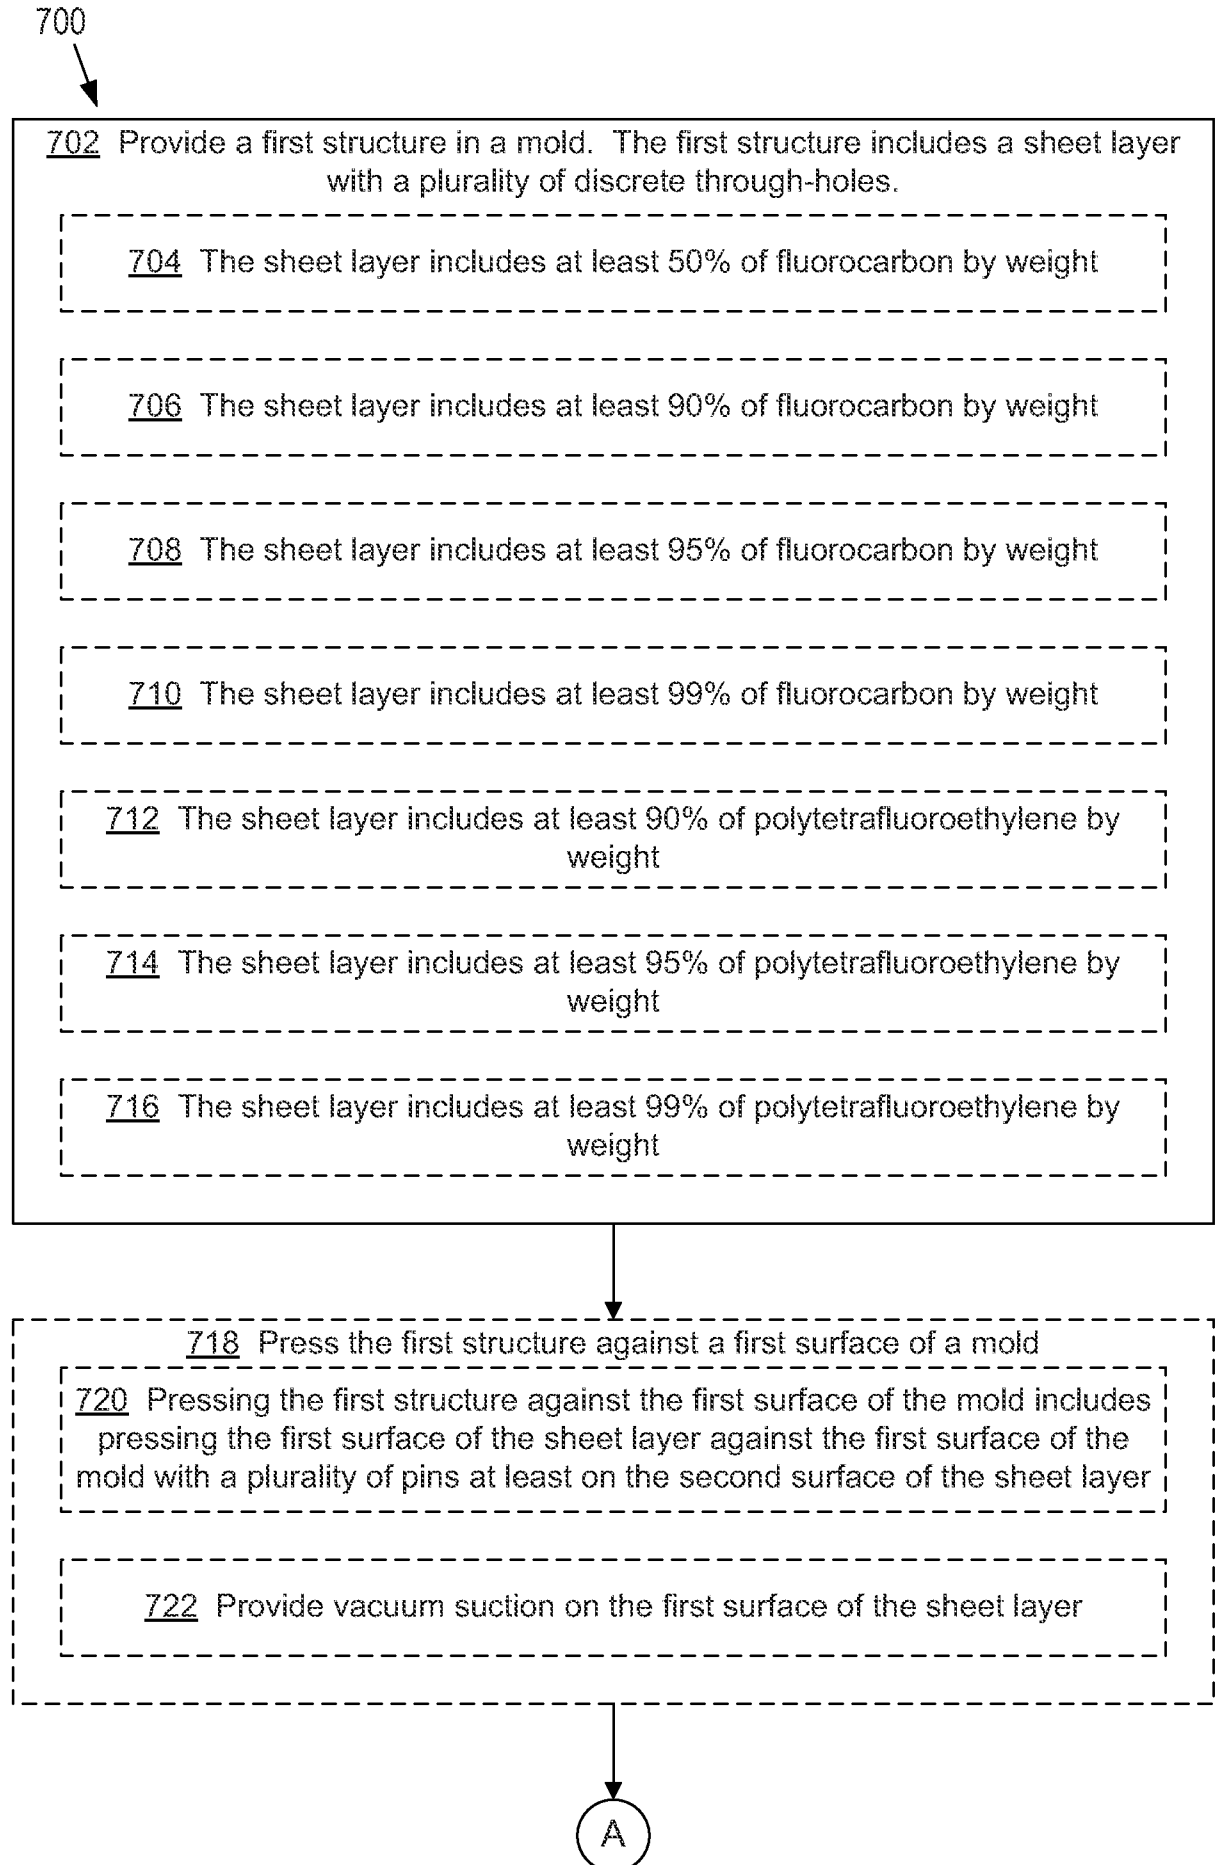 700
702 Provide a first structure in a mold. The first structure includes a sheet layer
with a plurality of discrete through-holes.
704 The sheet layer includes at least 50% of fluorocarbon by weight
706 The sheet layer includes at least 90% of fluorocarbon by weight
708 The sheet layer includes at least 95% of fluorocarbon by weight
710 The sheet layer includes at least 99% of fluorocarbon by weight
712 The sheet layer includes at least 90% of polytetrafluoroethylene by
weight
714 The sheet layer includes at least 95% of polytetrafluoroethylene by
weight
716 The sheet layer includes at least 99% of polytetrafluoroethylene by
weight
718 Press the first structure against a first surface of a mold
720 Pressing the first structure against the first surface of the mold includes
pressing the first surface of the sheet layer against the first surface of the
mold with a plurality of pins at least on the second surface of the sheet layer
722 Provide vacuum suction on the first surface of the sheet layer
A